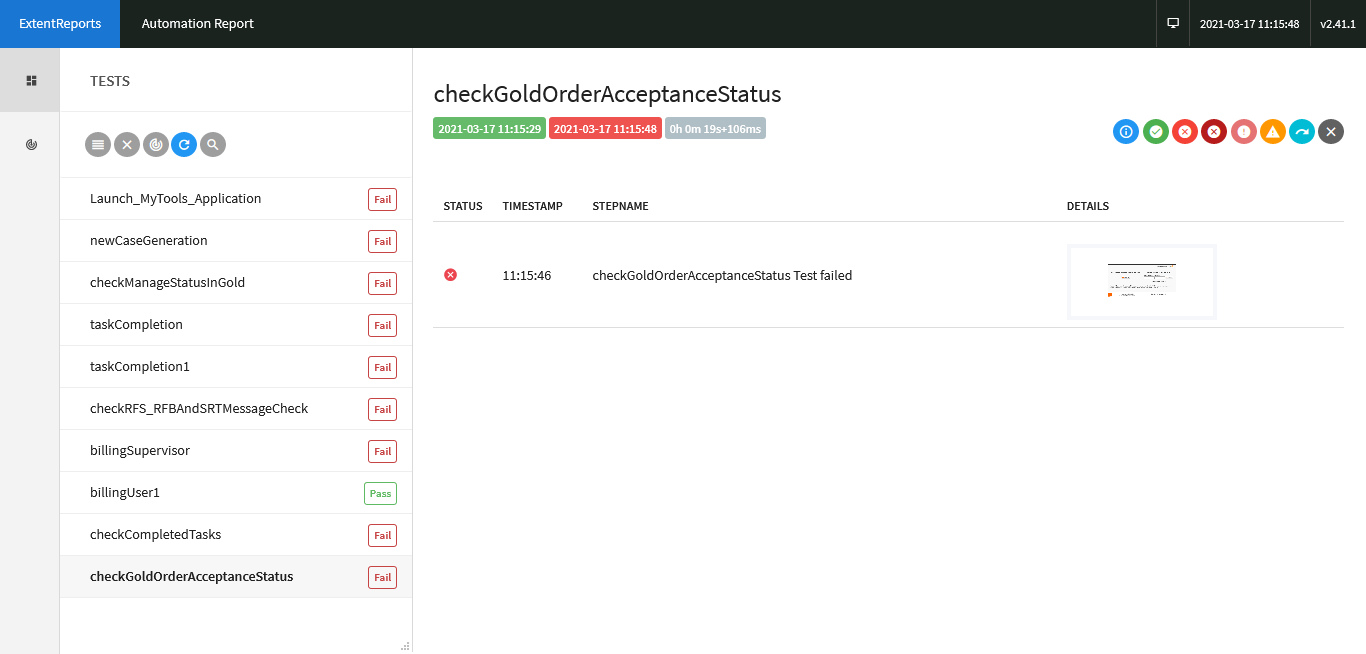 ExtentReports Automation Report 2021-03-17 11:15:48 v2.41.1
TESTS
Launch_MyTools_Application Fail
newCaseGeneration Fail
checkManageStatusInGold Fail
taskCompletion Fail
taskCompletion1 Fail
checkRFS_RFBAndSRTMessageCheck Fail
billingSupervisor Fail
billingUser1 Pass
checkCompletedTasks Fail
checkGoldOrderAcceptanceStatus Fail
checkGoldOrderAcceptanceStatus
2021-03-17 11:15:29 2021-03-17 11:15:48 0h 0m 19s+106ms
STATUS TIMESTAMP STEPNAME DETAILS
11:15:46 checkGoldOrderAcceptanceStatus Test failed